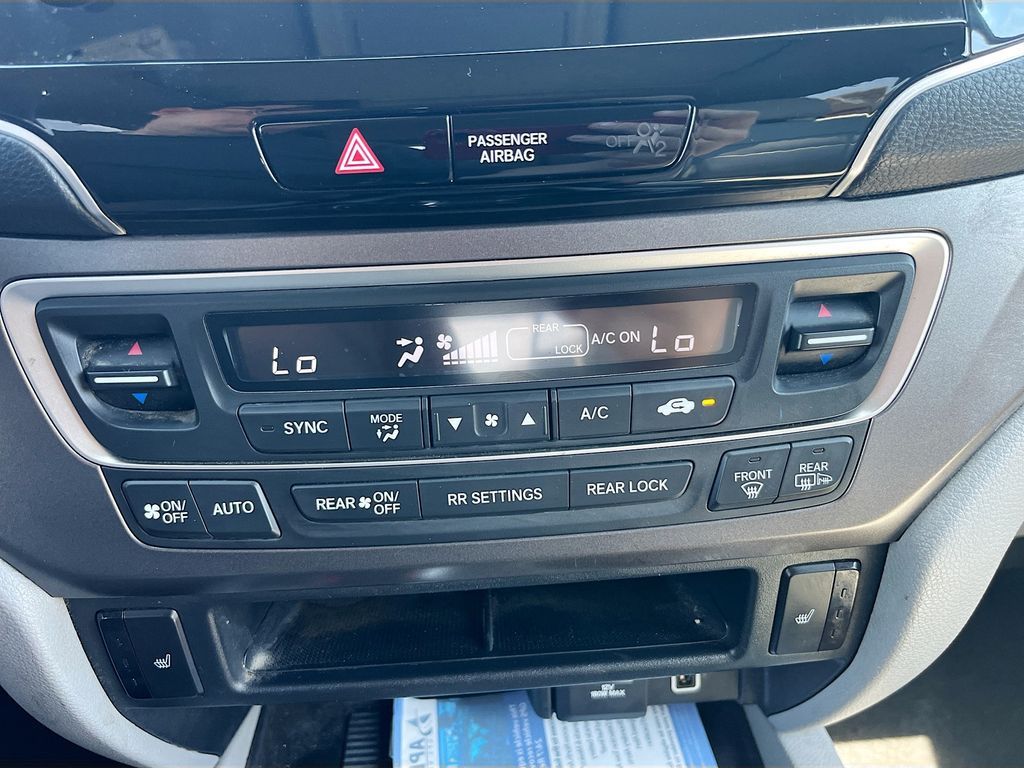 PASSENGER
AIRBAG
OFF
2
Lo
REAR
LOCK
A/C ON
Lo
SYNC
MODE
A/C
ON/
OFF
AUTO
REAR ON/
OFF
RR SETTINGS
REAR LOCK
FRONT
REAR